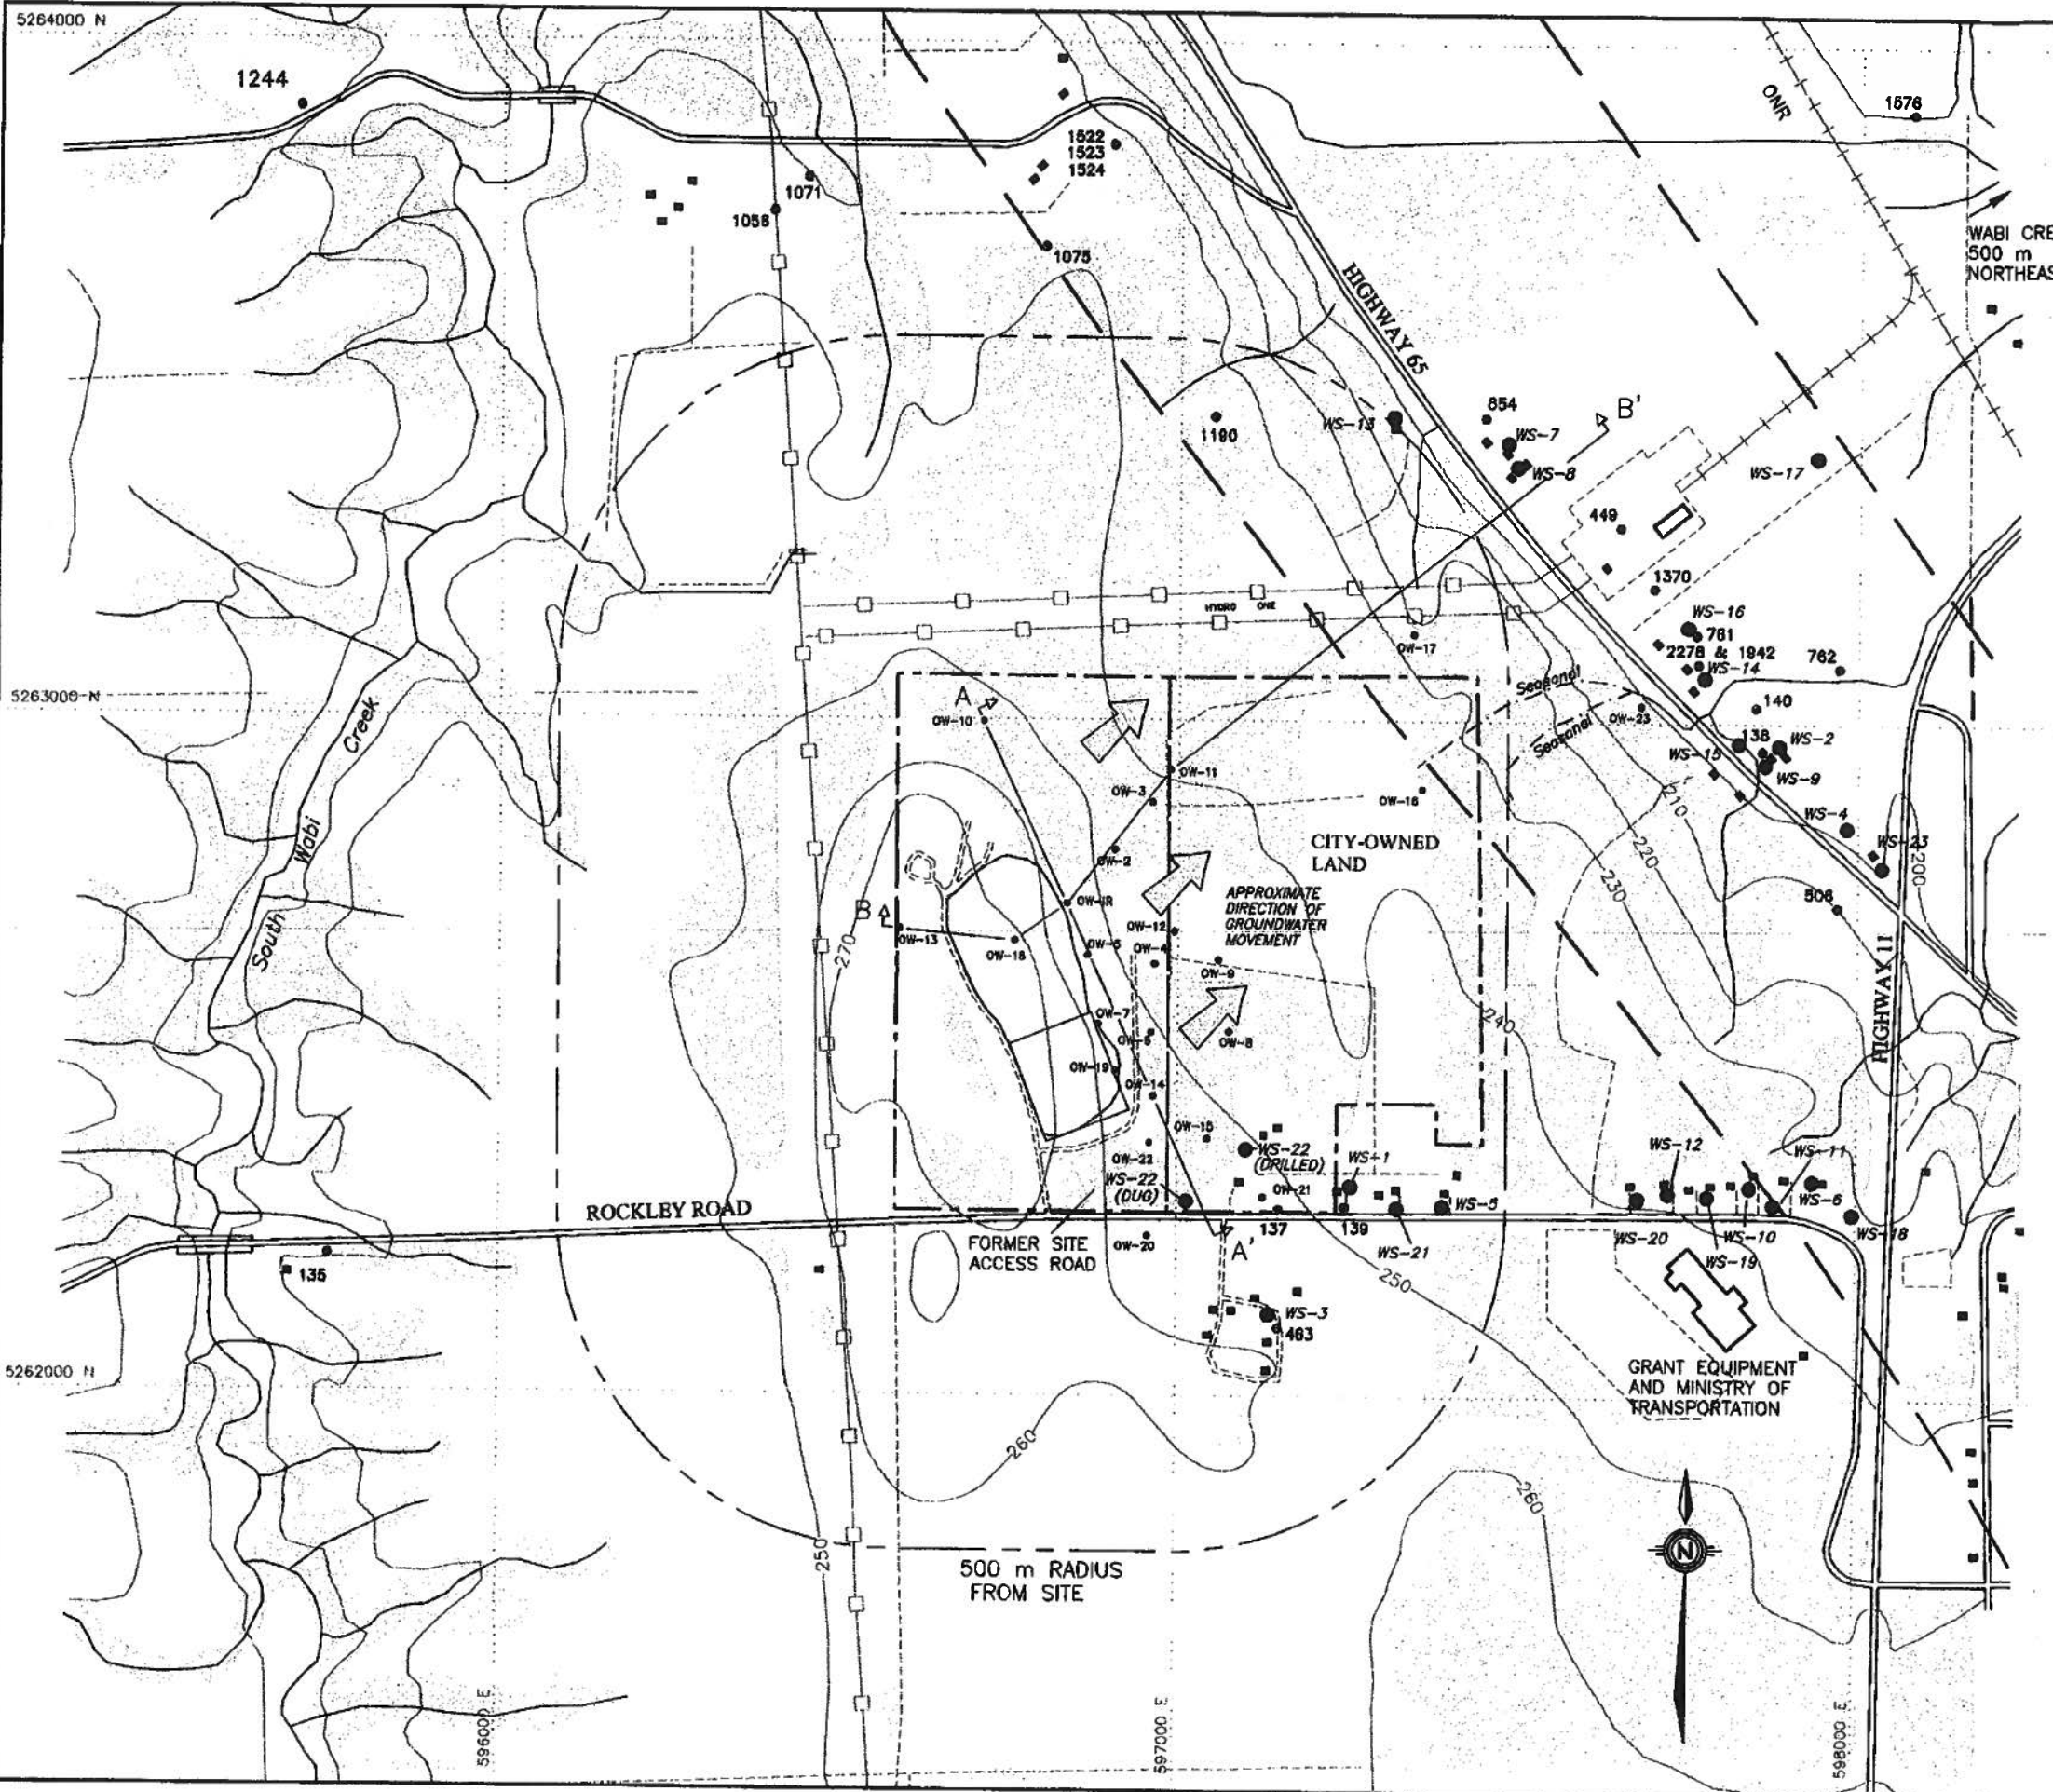 5264000 N
1244
1576
ONR
1522
1523
1524
1071
1058
1075
WABI CRE
500 m
NORTHEAS
HIGHWAY 65
854
B'
1190
WS-13
WS-7
WS-8
WS-17
449
1370
HYDRO ONE
WS-16
761
OW-17
2278 & 1942
762
WS-14
5263000 N
A
Seasonal
OW-10
OW-23
140
Seasonal
138
WS-2
Creek
WS-15
OW-11
WS-9
OW-3
OW-16
210
WS-4
CITY-OWNED
LAND
WS-23
Wabi
OW-2
220
200
230
APPROXIMATE
DIRECTION OF
GROUNDWATER
MOVEMENT
OW-1R
506
B
OW-12
South
270
OW-13
OW-18
OW-5
OW-4
OW-9
HIGHWAY 11
OW-7
240
OW-8
OW-19
OW-14
OW-15
WS-12
WS-11
OW-22
WS-22
(DRILLED)
WS-1
WS-22
(DUG)
OW-21
WS-5
WS-6
ROCKLEY ROAD
137
139
WS-20
WS-10
WS-18
FORMER SITE
ACCESS ROAD
OW-20
A'
WS-21
WS-19
135
250
WS-3
463
5262000 N
GRANT EQUIPMENT
AND MINISTRY OF
TRANSPORTATION
260
260
250
500 m RADIUS
FROM SITE
N
596000 E
597000 E
598000 E